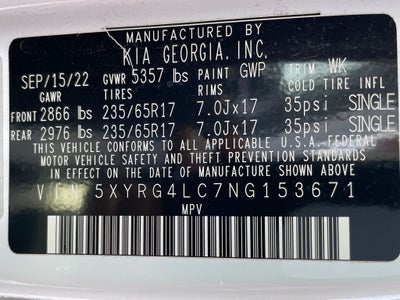 MANUFACTURED BY
KIA GEORGIA, INC.
SEP/15/22 GVWR 5357 lbs PAINT GWP TRIM WK
GAWR TIRES RIMS COLD TIRE INFL
FRONT 2866 lbs 235/65R17 7.0Jx17 35psi SINGLE
REAR 2976 lbs 235/65R17 7.0Jx17 35psi SINGLE
THIS VEHICLE CONFORMS TO ALL APPLICABLE U.S.A. FEDERAL
MOTOR VEHICLE SAFETY AND THEFT PREVENTION STANDARDS
IN EFFECT ON THE DATE OF MANUFACTURE SHOWN ABOVE.
VIN 5XYRG4LC7NG153671
MPV